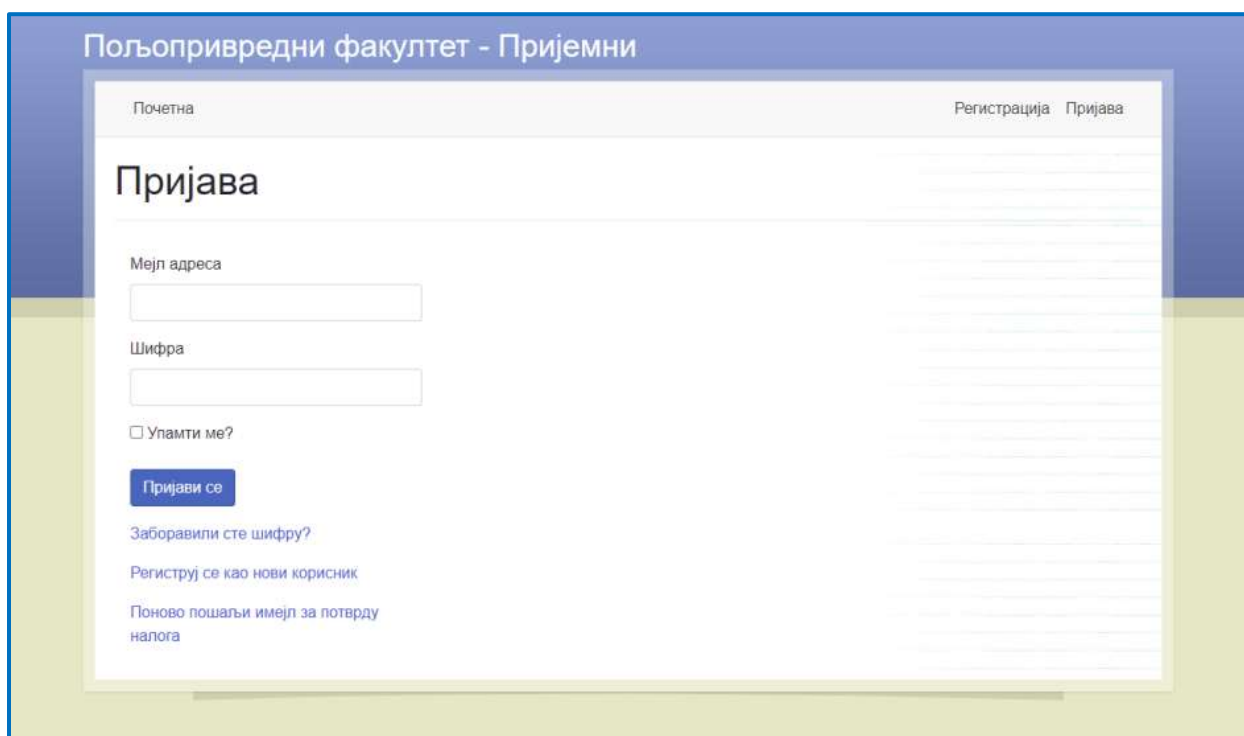 Пољопривредни факултет - Пријемни
Почетна
Регистрација Пријава
Пријава
Мејл адреса
Шифра
Упамти ме?
Пријави се
Заборавили сте шифру?
Региструј се као нови корисник
Поново пошаљи имејл за потврду
налога